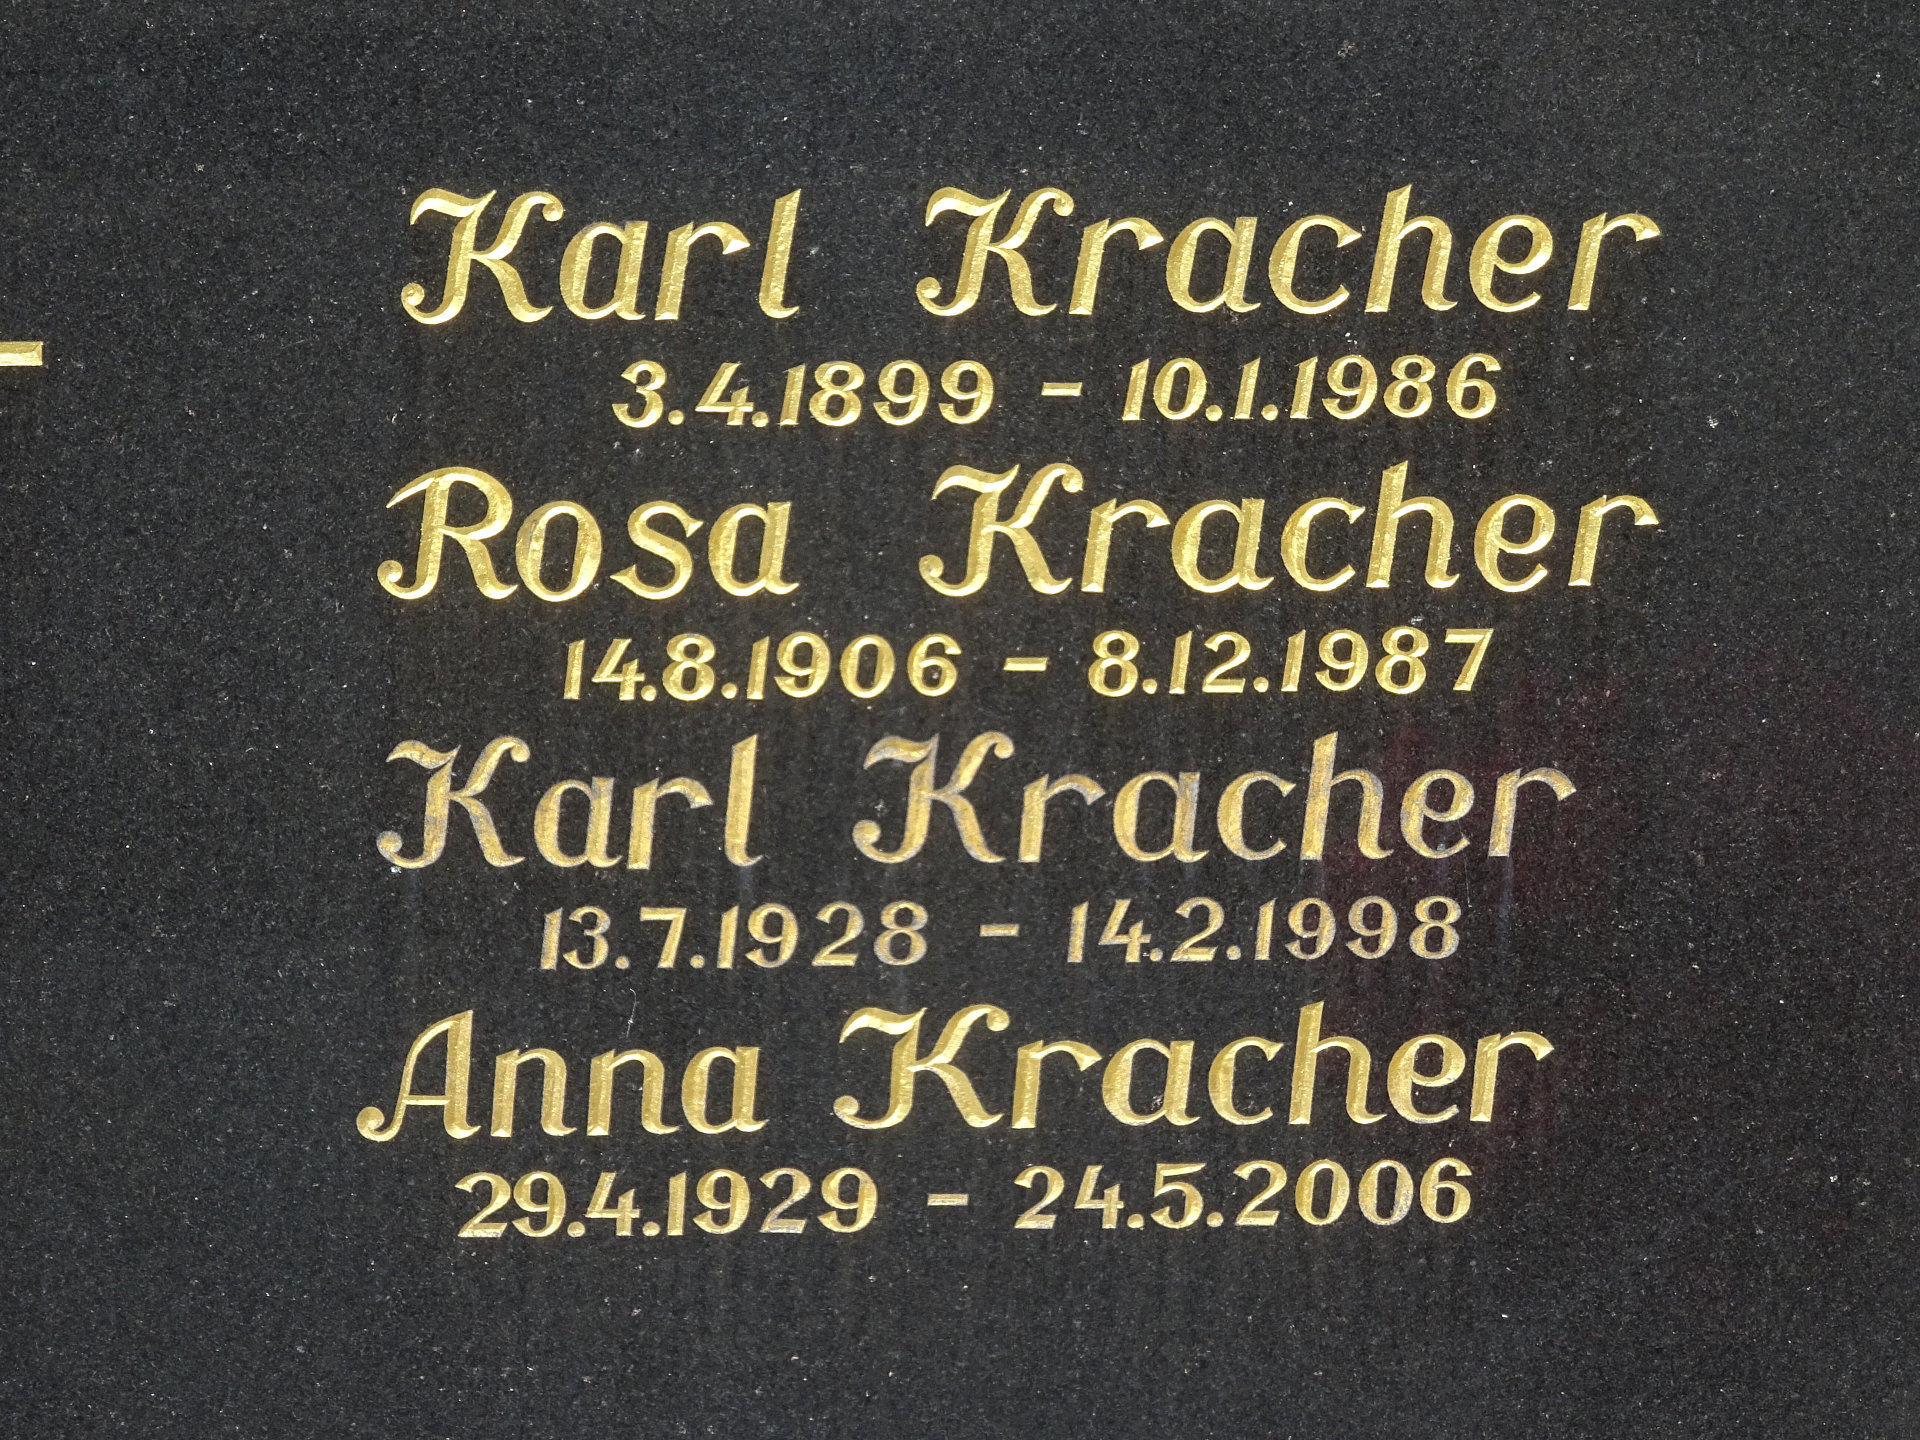 Karl Kracher
3.4.1899 - 10.1.1986
Rosa Kracher
14.8.1906 - 8.12.1987
Karl Kracher
13.7.1928 - 14.2.1998
Anna Kracher
29.4.1929 - 24.5.2006